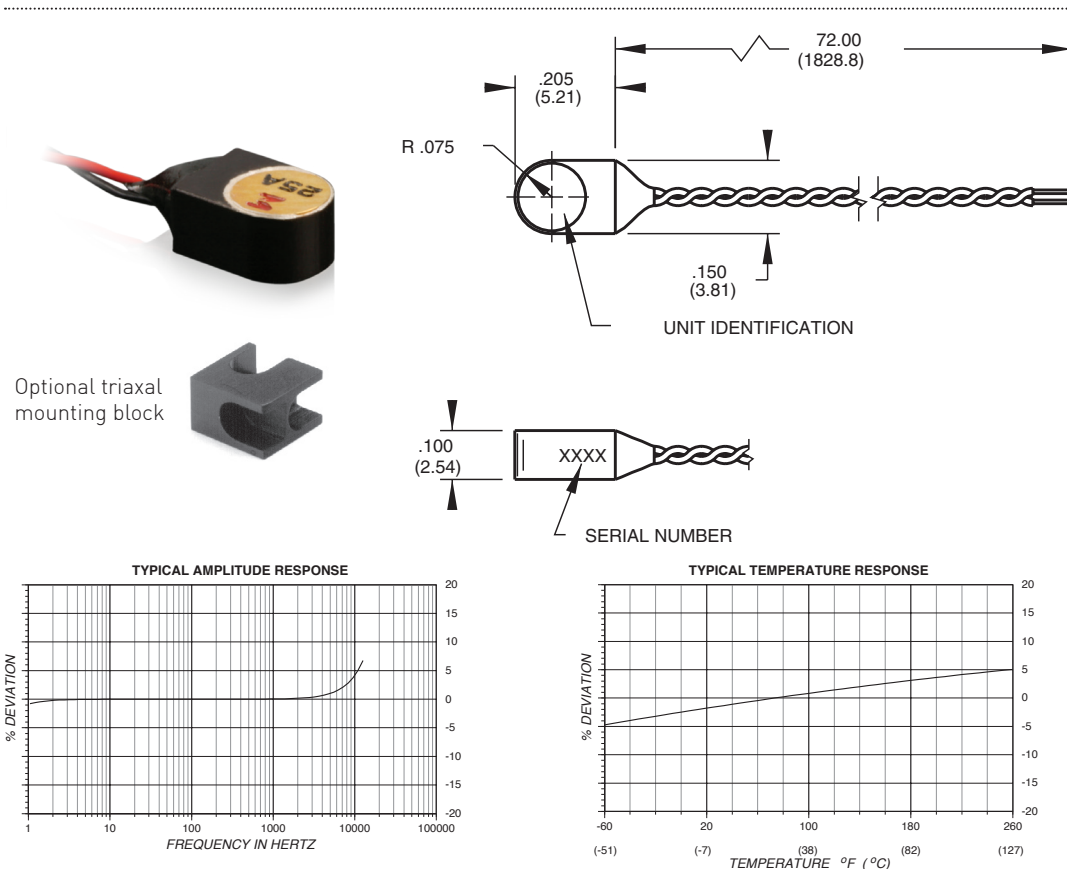 72.00
(1828.8)
.205
(5.21)
R .075
.150
(3.81)
UNIT IDENTIFICATION
25A
Optional triaxal
mounting block
.100
(2.54)
XXXX
SERIAL NUMBER
TYPICAL AMPLITUDE RESPONSE
20
15
10
5
0
-5
-10
-15
-20
% DEVIATION
1 10 100 1000 10000 100000
FREQUENCY IN HERTZ
TYPICAL TEMPERATURE RESPONSE
20
15
10
5
0
-5
-10
-15
-20
% DEVIATION
-60 20 100 180 260
(-51) (-7) (38) (82) (127)
TEMPERATURE °F (°C)